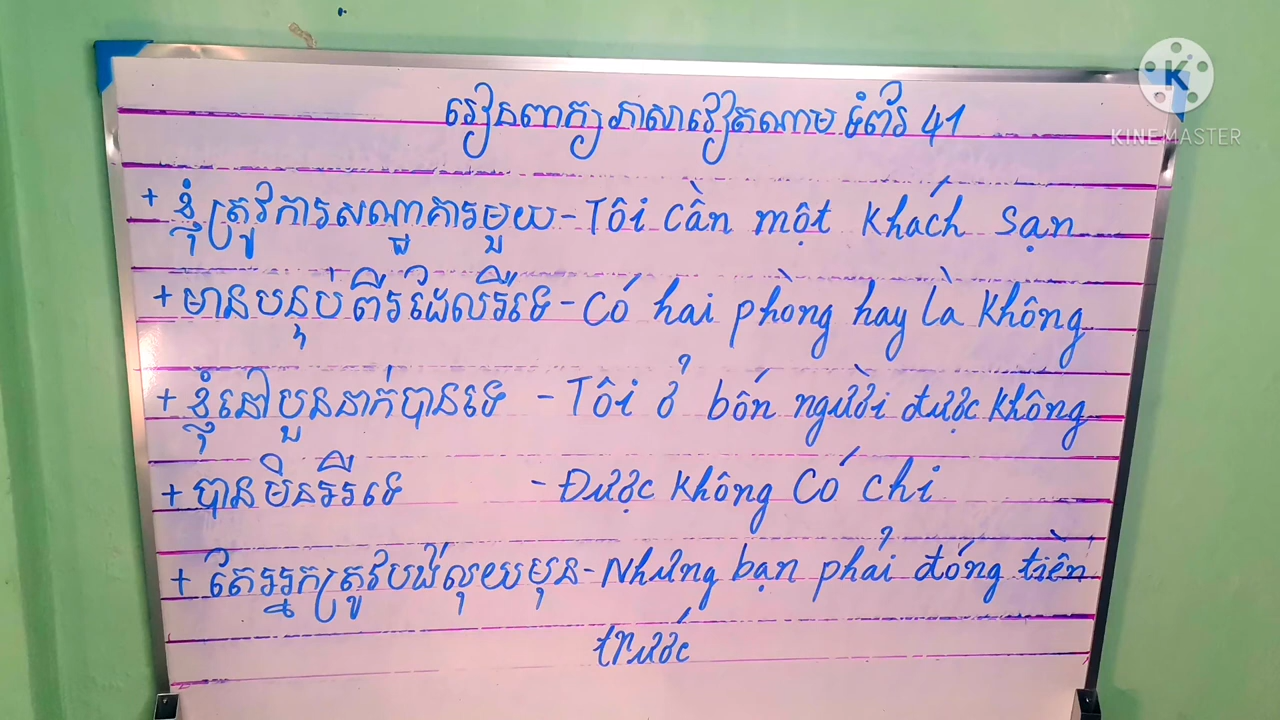 រៀនពាក្យភាសាវៀតណាម ទំព័រ 41
KINEMASTER
+ ខ្ញុំត្រូវការសណ្ឋាគារមួយ - Tôi cần một khách sạn
+ មានបន្ទប់ពីរដែលរឺទេ - Có hai phòng hay là không
+ ខ្ញុំនៅបួននាក់បានទេ - Tôi ở bốn người được không
+ បានមិនអីទេ - Được không có chi
+ តែអ្នកត្រូវបង់លុយមុន - Nhưng bạn phải đóng tiền
trước